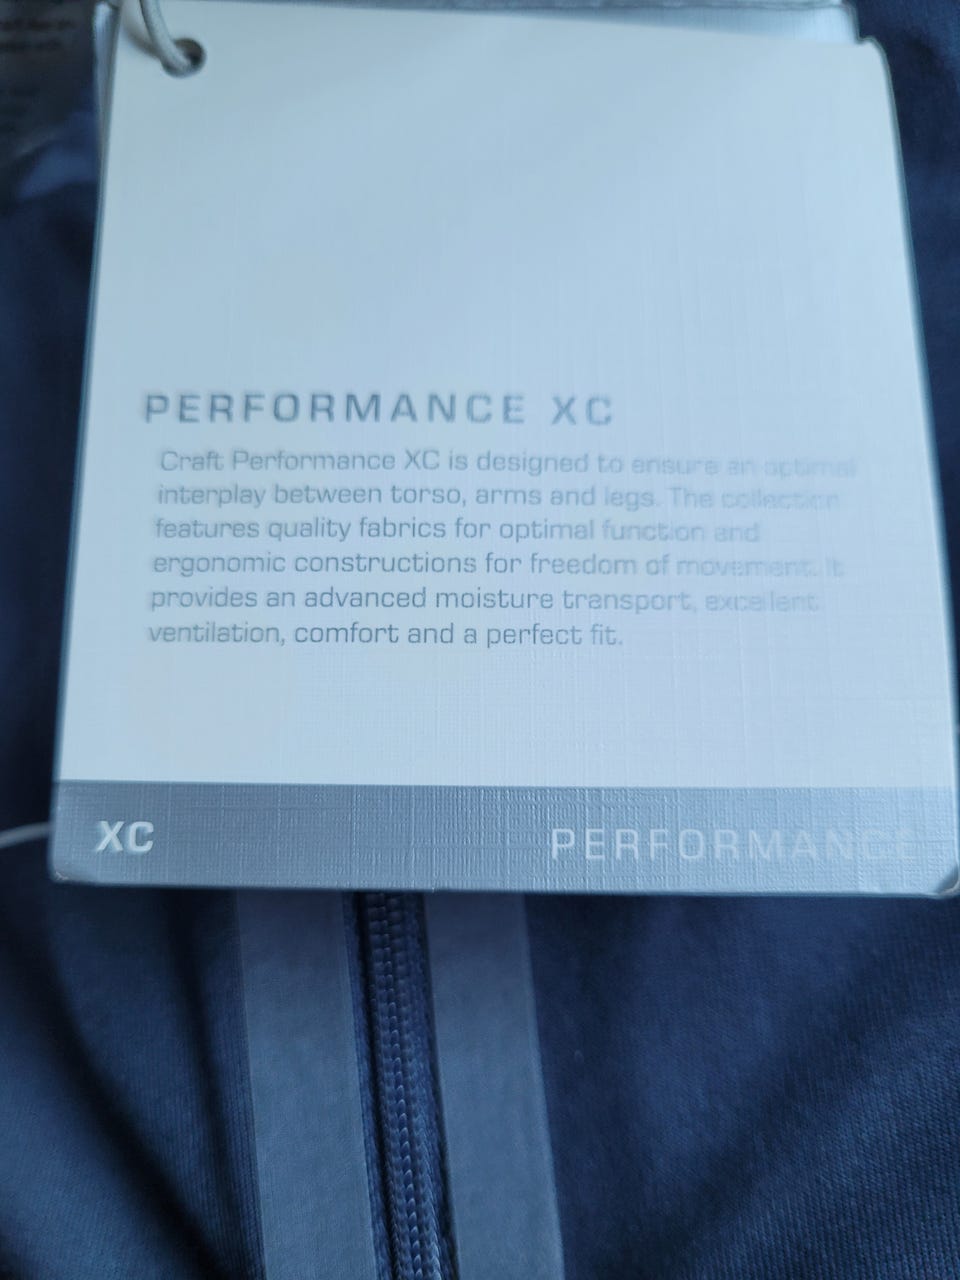 PERFORMANCE XC
Craft Performance XC is designed to ensure an optimal
interplay between torso, arms and legs. The collection
features quality fabrics for optimal function and
ergonomic constructions for freedom of movement. It
provides an advanced moisture transport, excellent
ventilation, comfort and a perfect fit.
XC PERFORMANCE